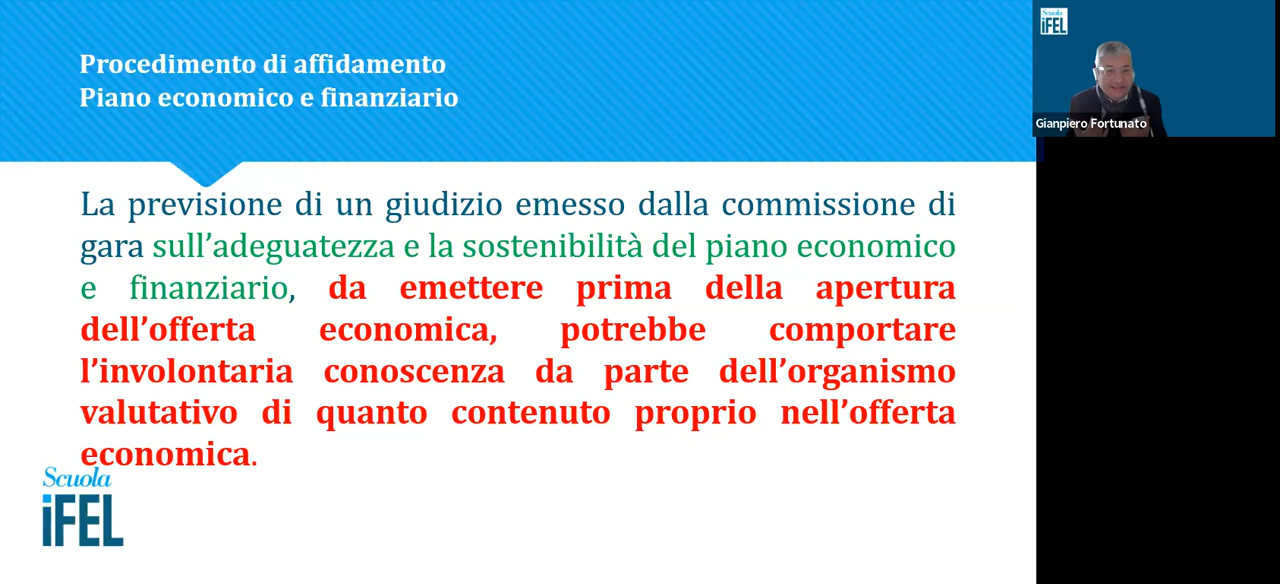 Procedimento di affidamento
Piano economico e finanziario
La previsione di un giudizio emesso dalla commissione di
gara sull’adeguatezza e la sostenibilità del piano economico
e finanziario, da emettere prima della apertura
dell’offerta economica, potrebbe comportare
l’involontaria conoscenza da parte dell’organismo
valutativo di quanto contenuto proprio nell’offerta
economica.
Scuola
iFEL
Scuola
iFEL
Gianpiero Fortunato